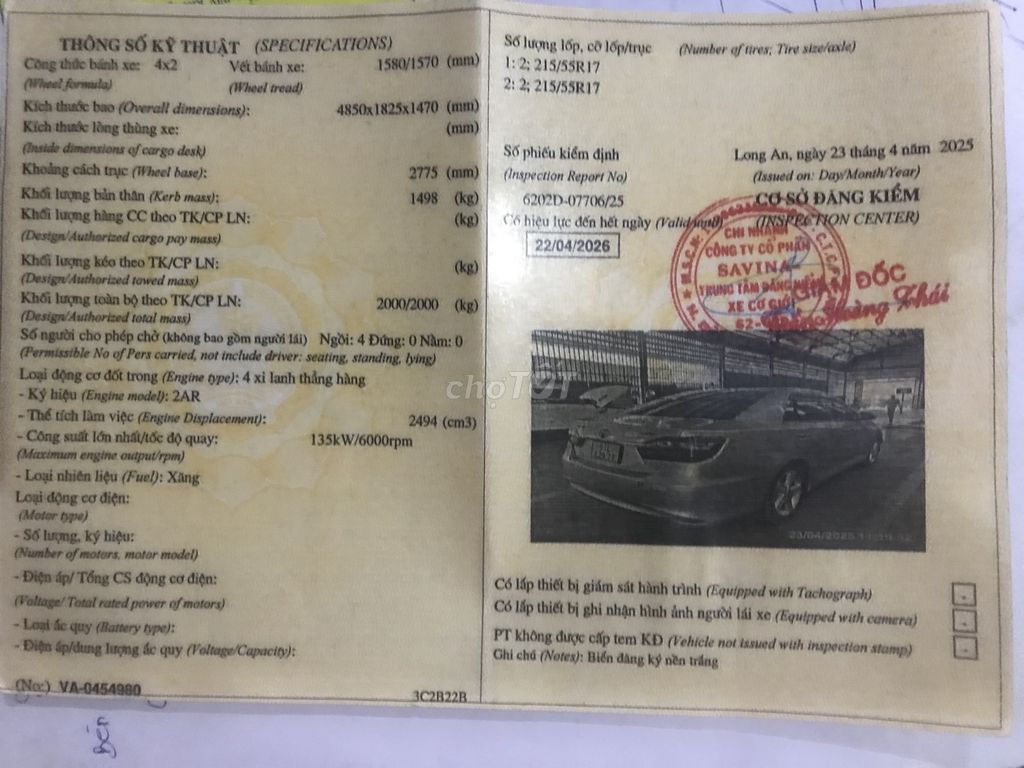 THÔNG SỐ KỸ THUẬT (SPECIFICATIONS)
Công thức bánh xe: 4x2 Vết bánh xe: 1580/1570 (mm)
(Wheel formula) (Wheel tread)
Kích thước bao (Overall dimensions): 4850x1825x1470 (mm)
Kích thước lòng thùng xe: (mm)
(Inside dimensions of cargo desk)
Khoảng cách trục (Wheel base): 2775 (mm)
Khối lượng bản thân (Kerb mass): 1498 (kg)
Khối lượng hàng CC theo TK/CP LN: (kg)
(Design/Authorized cargo pay mass)
Khối lượng kéo theo TK/CP LN: (kg)
(Design/Authorized towed mass)
Khối lượng toàn bộ theo TK/CP LN: 2000/2000 (kg)
(Design/Authorized total mass)
Số người cho phép chở (không bao gồm người lái) Ngồi: 4 Đứng: 0 Nằm: 0
(Permissible No of Pers carried, not include driver: seating, standing, lying)
Loại động cơ đốt trong (Engine type): 4 xi lanh thẳng hàng
- Ký hiệu (Engine model): 2AR
- Thể tích làm việc (Engine Displacement): 2494 (cm3)
- Công suất lớn nhất/tốc độ quay: 135kW/6000rpm
(Maximum engine output/rpm)
- Loại nhiên liệu (Fuel): Xăng
Loại động cơ điện:
(Motor type)
- Số lượng, ký hiệu:
(Number of motors, motor model)
- Điện áp/ Tổng CS động cơ điện:
(Voltage/ Total rated power of motors)
- Loại ắc quy (Battery type):
- Điện áp/dung lượng ắc quy (Voltage/Capacity):
(No:) VA-0454980 3C2B22B
Số lượng lốp, cỡ lốp/trục (Number of tires; Tire size/axle)
1: 2; 215/55R17
2: 2; 215/55R17
Số phiếu kiểm định Long An, ngày 23 tháng 4 năm 2025
(Inspection Report No) (Issued on: Day/Month/Year)
6202D-07706/25 CƠ SỞ ĐĂNG KIỂM
Có hiệu lực đến hết ngày (Valid until) (INSPECTION CENTER)
22/04/2026
CHI NHÁNH
CÔNG TY CỔ PHẦN
SAVINA
TRUNG TÂM ĐĂNG KIỂM
XE CƠ GIỚI
GIÁM ĐỐC
Hoàng Khái
chợTỐT
23/04/2025
Có lắp thiết bị giám sát hành trình (Equipped with Tachograph) -
Có lắp thiết bị ghi nhận hình ảnh người lái xe (Equipped with camera) -
PT không được cấp tem KĐ (Vehicle not issued with inspection stamp) -
Ghi chú (Notes): Biển đăng ký nền trắng